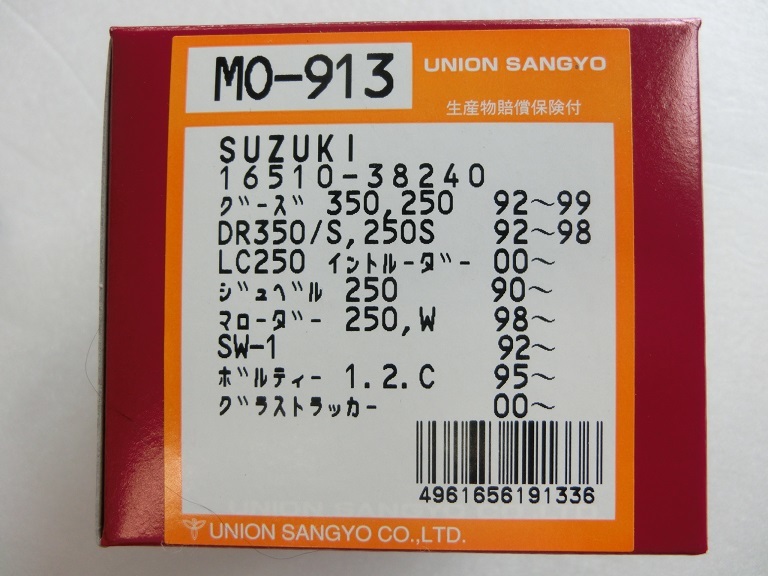 MO-913 UNION SANGYO
生産物賠償保険付
SUZUKI
16510-38240
グース 350,250 92〜99
DR350/S,250S 92〜98
LC250 イントルーダー 00〜
ジェベル 250 90〜
マローダー 250,W 98〜
SW-1 92〜
ボルティー 1.2.C 95〜
グラストラッカー 00〜
4961656191336
UNION SANGYO CO.,LTD.